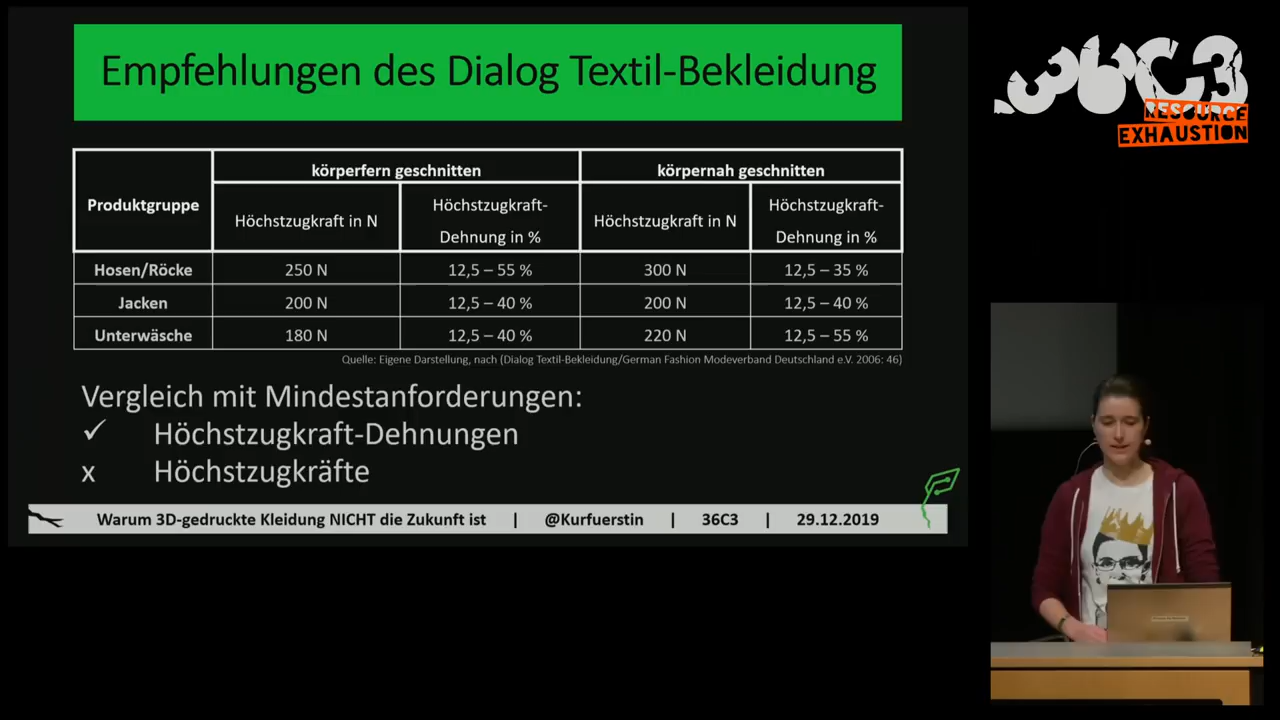 Empfehlungen des Dialog Textil-Bekleidung
Produktgruppe
körperfern geschnitten
körpernah geschnitten
Höchstzugkraft in N
Höchstzugkraft-
Dehnung in %
Höchstzugkraft in N
Höchstzugkraft-
Dehnung in %
Hosen/Röcke 250 N 12,5 – 55 % 300 N 12,5 – 35 %
Jacken 200 N 12,5 – 40 % 200 N 12,5 – 40 %
Unterwäsche 180 N 12,5 – 40 % 220 N 12,5 – 55 %
Quelle: Eigene Darstellung, nach (Dialog Textil-Bekleidung/German Fashion Modeverband Deutschland e.V. 2006: 46)
Vergleich mit Mindestanforderungen:
✓ Höchstzugkraft-Dehnungen
x Höchstzugkräfte
Warum 3D-gedruckte Kleidung NICHT die Zukunft ist | @Kurfuerstin | 36C3 | 29.12.2019
36C3
RESOURCE
EXHAUSTION